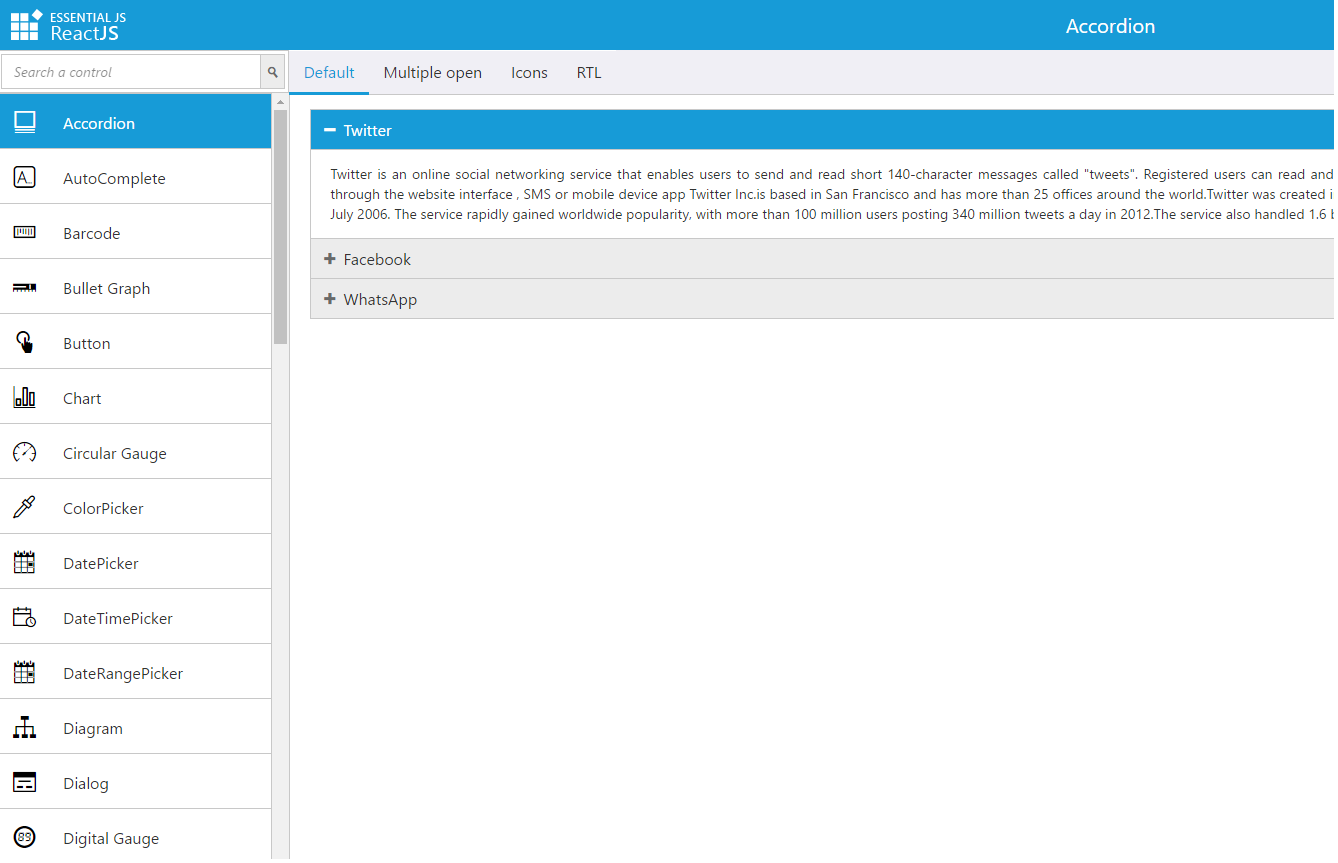 ESSENTIAL JS
ReactJS
Accordion
Search a control
Default
Multiple open
Icons
RTL
Accordion
AutoComplete
Barcode
Bullet Graph
Button
Chart
Circular Gauge
ColorPicker
DatePicker
DateTimePicker
DateRangePicker
Diagram
Dialog
Digital Gauge
Twitter
Twitter is an online social networking service that enables users to send and read short 140-character messages called "tweets". Registered users can read and
through the website interface , SMS or mobile device app Twitter Inc.is based in San Francisco and has more than 25 offices around the world.Twitter was created i
July 2006. The service rapidly gained worldwide popularity, with more than 100 million users posting 340 million tweets a day in 2012.The service also handled 1.6
Facebook
WhatsApp